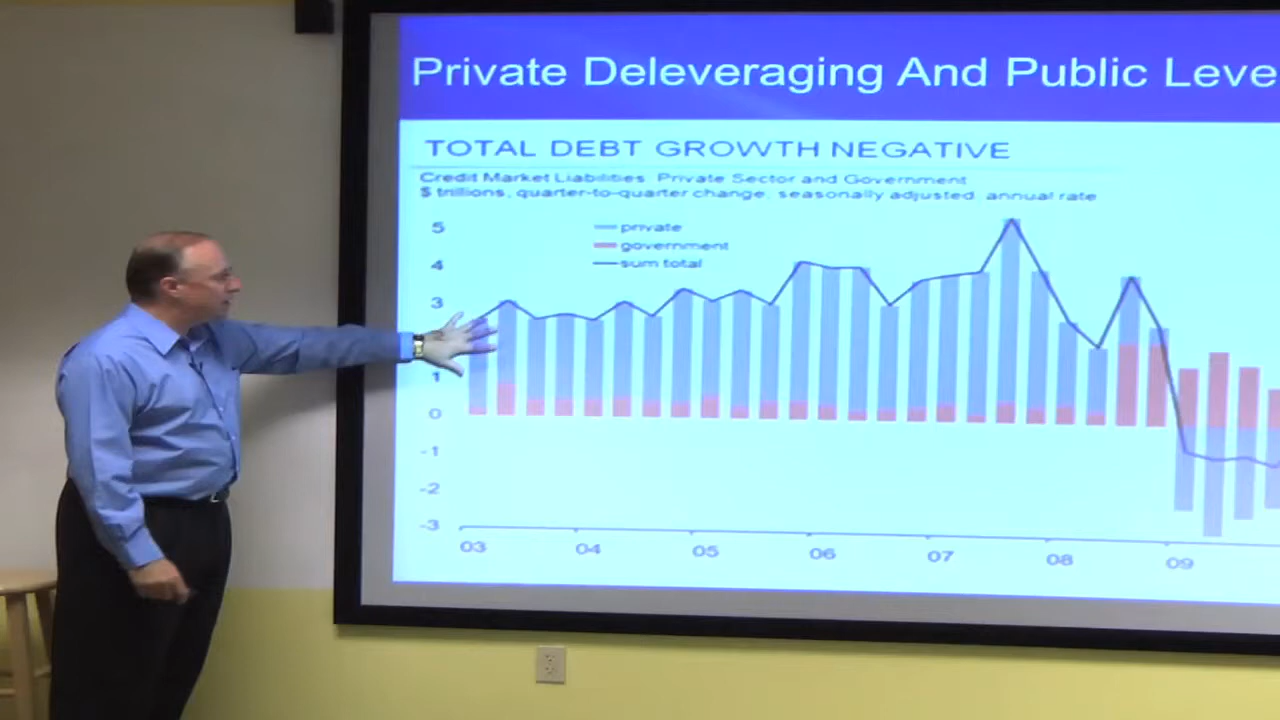 Private Deleveraging And Public Leve
TOTAL DEBT GROWTH NEGATIVE
Credit Market Liabilities, Private Sector and Government
$ trillions, quarter-to-quarter change, seasonally adjusted, annual rate
private
government
sum total
5
4
3
1
0
-1
-2
-3
03 04 05 06 07 08 09